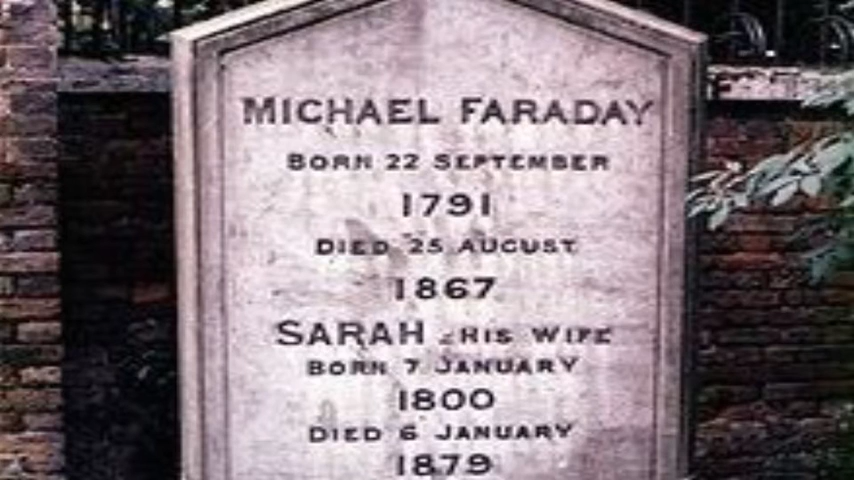 MICHAEL FARADAY
BORN 22 SEPTEMBER
1791
DIED 25 AUGUST
1867
SARAH : HIS WIFE
BORN 7 JANUARY
1800
DIED 6 JANUARY
1879